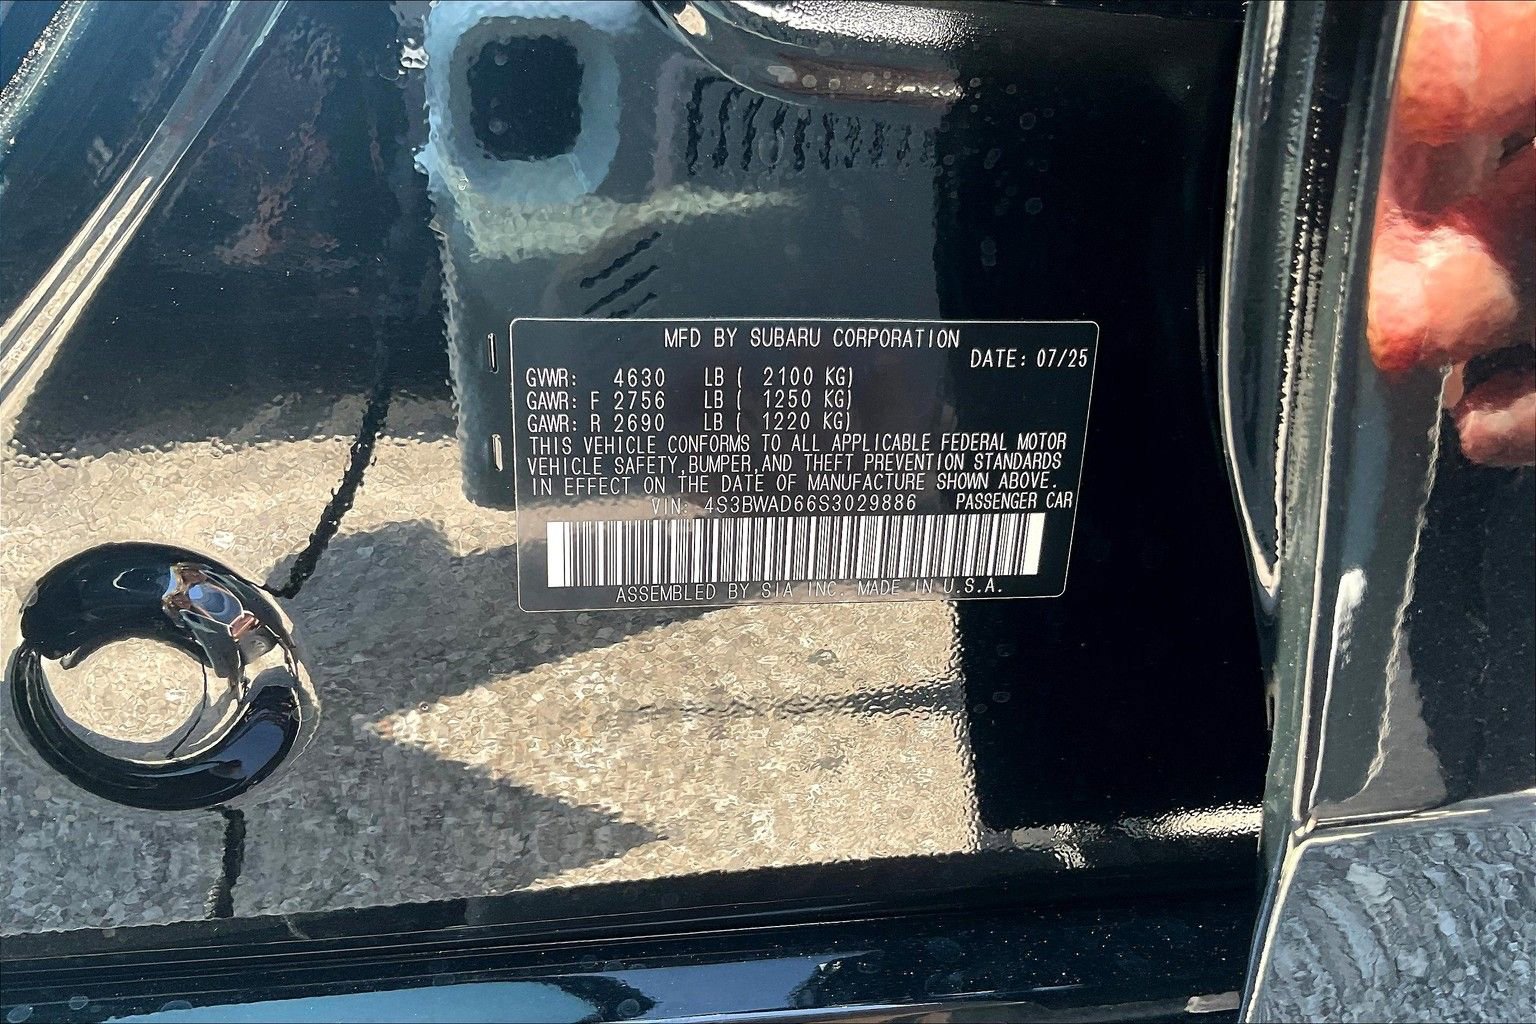 MFD BY SUBARU CORPORATION
DATE: 07/25
GVWR: 4630 LB ( 2100 KG)
GAWR: F 2756 LB ( 1250 KG)
GAWR: R 2690 LB ( 1220 KG)
THIS VEHICLE CONFORMS TO ALL APPLICABLE FEDERAL MOTOR
VEHICLE SAFETY,BUMPER,AND THEFT PREVENTION STANDARDS
IN EFFECT ON THE DATE OF MANUFACTURE SHOWN ABOVE.
VIN: 4S3BWAD66S3029886 PASSENGER CAR
ASSEMBLED BY SIA INC. MADE IN U.S.A.